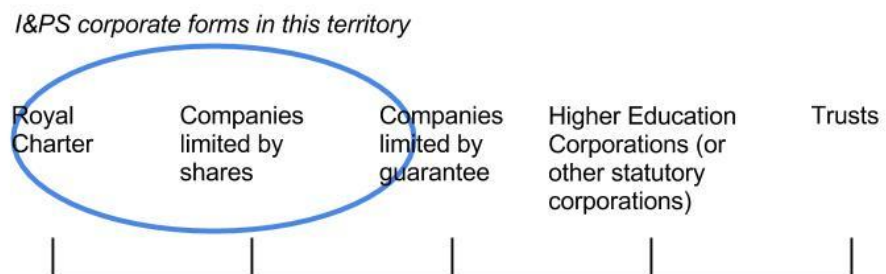 I&PS corporate forms in this territory
Royal
Charter
Companies
limited by
shares
Companies
limited by
guarantee
Higher Education
Corporations (or
other statutory
corporations)
Trusts